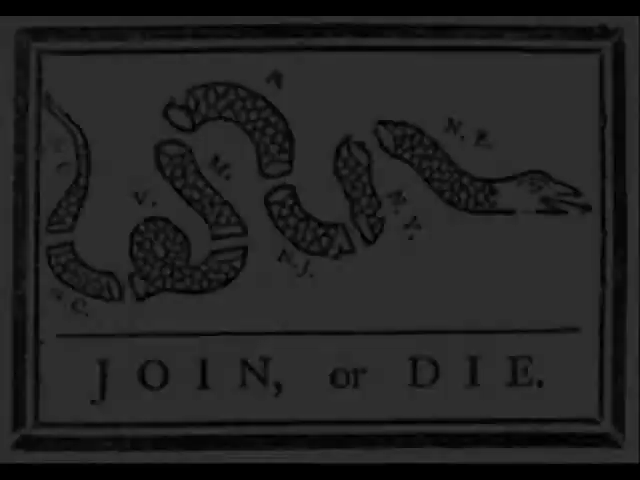 N. E.
M.
V.
N. Y.
N. J.
JOIN, or DIE.